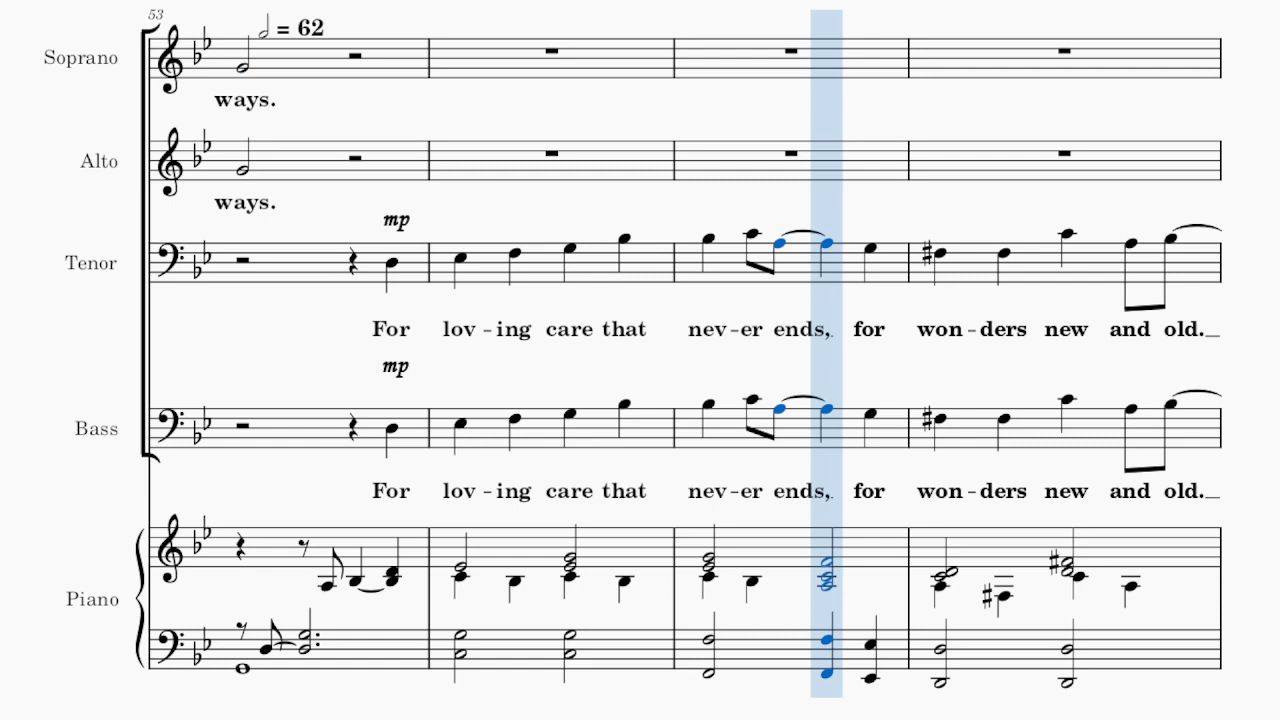 53
= 62
Soprano
ways.
Alto
ways.
mp
Tenor
For lov - ing care that nev - er ends, for won - ders new and old.
mp
Bass
For lov - ing care that nev - er ends, for won - ders new and old.
Piano